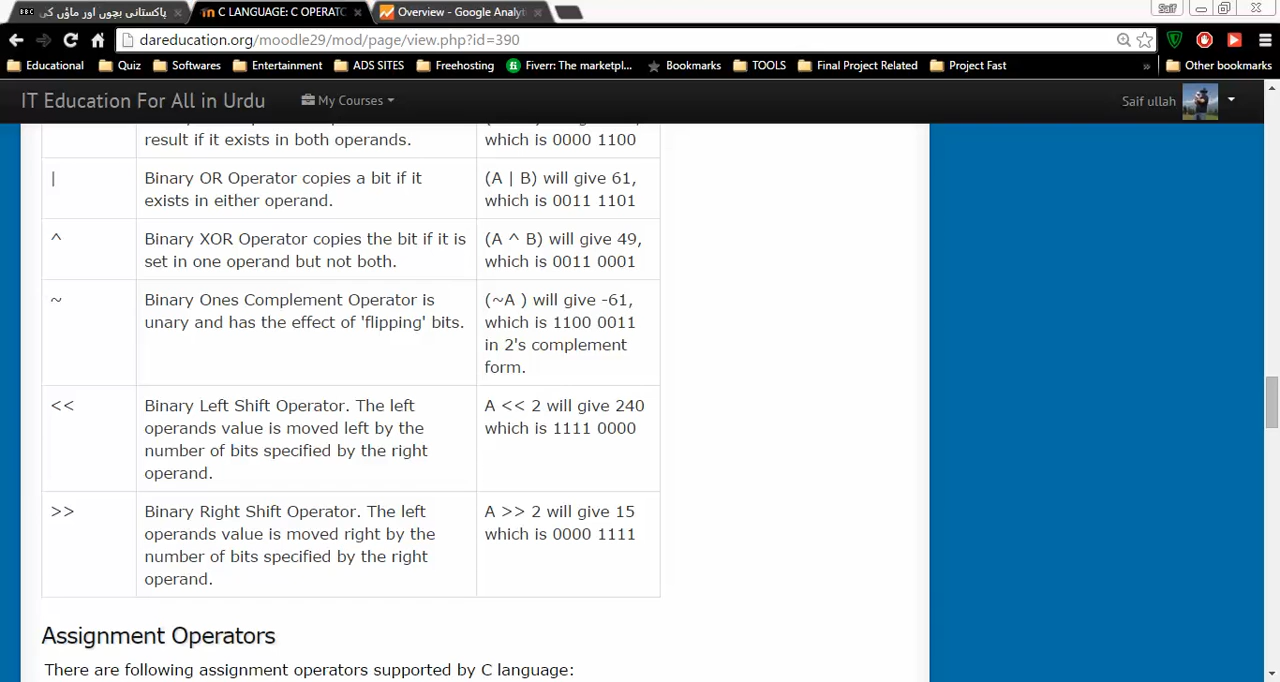 BBC پاکستانی بچوں اور ماؤں کی
C LANGUAGE: C OPERATO
Overview - Google Analyt
Saif
dareducation.org/moodle29/mod/page/view.php?id=390
Educational
Quiz
Softwares
Entertainment
ADS SITES
Freehosting
Fiverr: The marketpl...
Bookmarks
TOOLS
Final Project Related
Project Fast
»
Other bookmarks
IT Education For All in Urdu
My Courses
Saif ullah
result if it exists in both operands.
which is 0000 1100
|
Binary OR Operator copies a bit if it
exists in either operand.
(A | B) will give 61,
which is 0011 1101
^
Binary XOR Operator copies the bit if it is
set in one operand but not both.
(A ^ B) will give 49,
which is 0011 0001
~
Binary Ones Complement Operator is
unary and has the effect of 'flipping' bits.
(~A ) will give -61,
which is 1100 0011
in 2's complement
form.
<<
Binary Left Shift Operator. The left
operands value is moved left by the
number of bits specified by the right
operand.
A << 2 will give 240
which is 1111 0000
>>
Binary Right Shift Operator. The left
operands value is moved right by the
number of bits specified by the right
operand.
A >> 2 will give 15
which is 0000 1111
Assignment Operators
There are following assignment operators supported by C language: